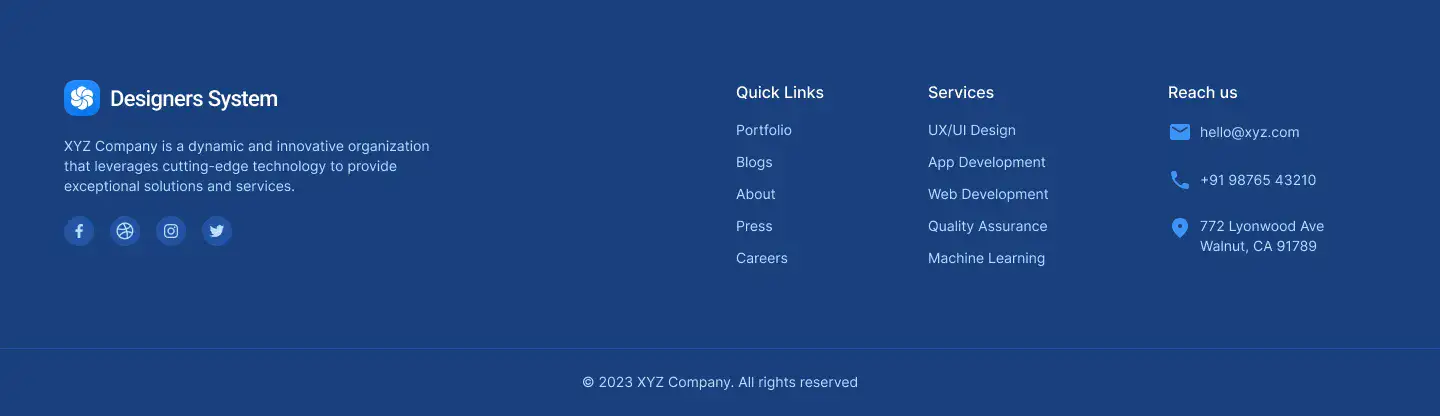 Designers System
XYZ Company is a dynamic and innovative organization
that leverages cutting-edge technology to provide
exceptional solutions and services.
Quick Links
Portfolio
Blogs
About
Press
Careers
Services
UX/UI Design
App Development
Web Development
Quality Assurance
Machine Learning
Reach us
hello@xyz.com
+91 98765 43210
772 Lyonwood Ave
Walnut, CA 91789
© 2023 XYZ Company. All rights reserved